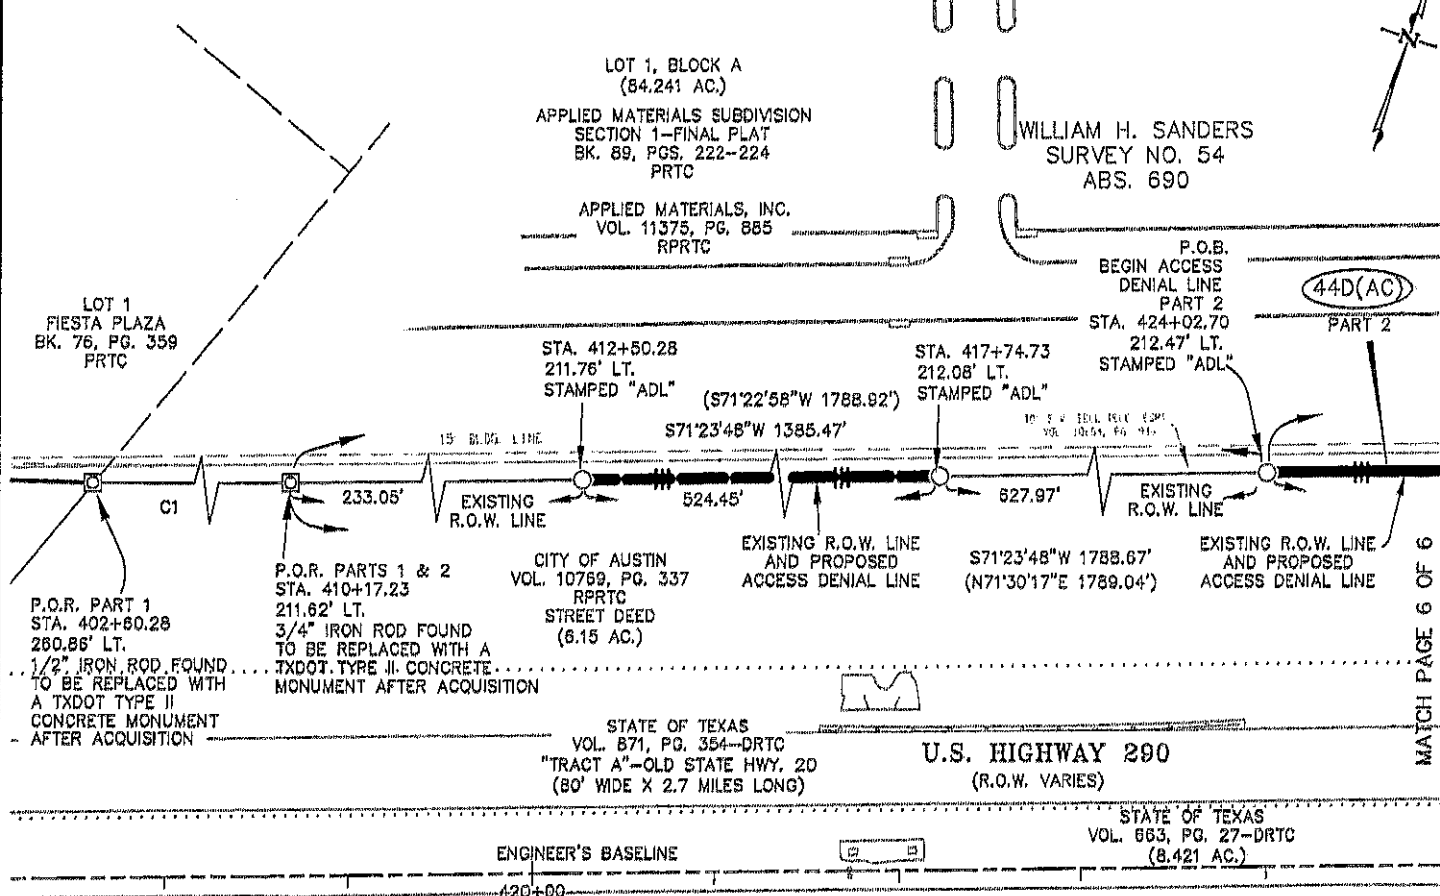 N
LOT 1, BLOCK A
(84.241 AC.)
APPLIED MATERIALS SUBDIVISION
SECTION 1-FINAL PLAT
BK. 89, PGS. 222-224
PRTC
APPLIED MATERIALS, INC.
VOL. 11375, PG. 885
RPRTC
WILLIAM H. SANDERS
SURVEY NO. 54
ABS. 690
P.O.B.
BEGIN ACCESS
DENIAL LINE
PART 2
STA. 424+02.70
212.47' LT.
STAMPED "ADL"
44D(AC)
PART 2
LOT 1
FIESTA PLAZA
BK. 76, PG. 359
PRTC
STA. 412+50.28
211.76' LT.
STAMPED "ADL"
STA. 417+74.73
212.08' LT.
STAMPED "ADL"
(S71°22'58"W 1788.92')
S71°23'48"W 1385.47'
15' BLDG. LINE
C1
233.05'
EXISTING
R.O.W. LINE
524.45'
627.97'
EXISTING
R.O.W. LINE
P.O.R. PART 1
STA. 402+60.28
260.86' LT.
1/2" IRON ROD FOUND
TO BE REPLACED WITH
A TXDOT TYPE II
CONCRETE MONUMENT
AFTER ACQUISITION
P.O.R. PARTS 1 & 2
STA. 410+17.23
211.62' LT.
3/4" IRON ROD FOUND
TO BE REPLACED WITH A
TXDOT TYPE II CONCRETE
MONUMENT AFTER ACQUISITION
CITY OF AUSTIN
VOL. 10769, PG. 337
RPRTC
STREET DEED
(6.15 AC.)
EXISTING R.O.W. LINE
AND PROPOSED
ACCESS DENIAL LINE
S71°23'48"W 1788.67'
(N71°30'17"E 1789.04')
EXISTING R.O.W. LINE
AND PROPOSED
ACCESS DENIAL LINE
MATCH PAGE 6 OF 6
STATE OF TEXAS
VOL. 871, PG. 354-DRTC
"TRACT A"-OLD STATE HWY. 20
(80' WIDE X 2.7 MILES LONG)
U.S. HIGHWAY 290
(R.O.W. VARIES)
STATE OF TEXAS
VOL. 663, PG. 27-DRTC
(8.421 AC.)
ENGINEER'S BASELINE
420+00